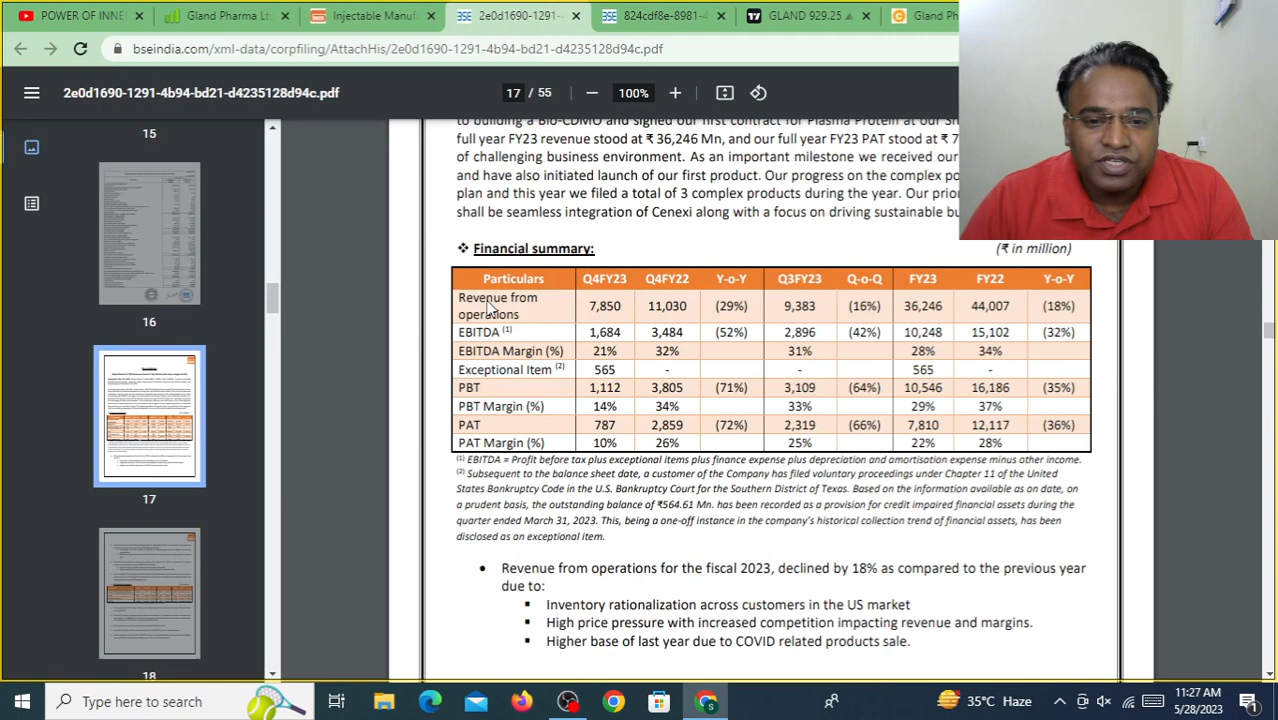 POWER OF INNE
Gland Pharma Lt
Injectable Manuf
2e0d1690-1291-
824cdf8e-8981-4
GLAND 929.25
Gland Ph
bseindia.com/xml-data/corpfiling/AttachHis/2e0d1690-1291-4b94-bd21-d4235128d94c.pdf
2e0d1690-1291-4b94-bd21-d4235128d94c.pdf
17 / 55
100%
15
16
17
18
to building a Bio-CDMO and signed our first contract for Plasma Protein at our Sh
full year FY23 revenue stood at ₹ 36,246 Mn, and our full year FY23 PAT stood at ₹ 7
of challenging business environment. As an important milestone we received our
and have also initiated launch of our first product. Our progress on the complex po
plan and this year we filed a total of 3 complex products during the year. Our prior
shall be seamless integration of Cenexi along with a focus on driving sustainable bu
❖ Financial summary: (₹ in million)
Particulars Q4FY23 Q4FY22 Y-o-Y Q3FY23 Q-o-Q FY23 FY22 Y-o-Y
Revenue from operations 7,850 11,030 (29%) 9,383 (16%) 36,246 44,007 (18%)
EBITDA (1) 1,684 3,484 (52%) 2,896 (42%) 10,248 15,102 (32%)
EBITDA Margin (%) 21% 32% 31% 28% 34%
Exceptional Item (2) 565 - - 565 -
PBT 1,112 3,805 (71%) 3,109 (64%) 10,546 16,186 (35%)
PBT Margin (%) 14% 34% 33% 29% 37%
PAT 787 2,859 (72%) 2,319 (66%) 7,810 12,117 (36%)
PAT Margin (%) 10% 26% 25% 22% 28%
(1) EBITDA = Profit before tax plus exceptional items plus finance expense plus depreciation and amortisation expense minus other income.
(2) Subsequent to the balance sheet date, a customer of the Company has filed voluntary proceedings under Chapter 11 of the United
States Bankruptcy Code in the U.S. Bankruptcy Court for the Southern District of Texas. Based on the information available as on date, on
a prudent basis, the outstanding balance of ₹564.61 Mn. has been recorded as a provision for credit impaired financial assets during the
quarter ended March 31, 2023. This, being a one-off instance in the company's historical collection trend of financial assets, has been
disclosed as an exceptional item.
• Revenue from operations for the fiscal 2023, declined by 18% as compared to the previous year
due to:
▪ Inventory rationalization across customers in the US market
▪ High price pressure with increased competition impacting revenue and margins.
▪ Higher base of last year due to COVID related products sale.
Type here to search
35°C Haze
11:27 AM
5/28/2023